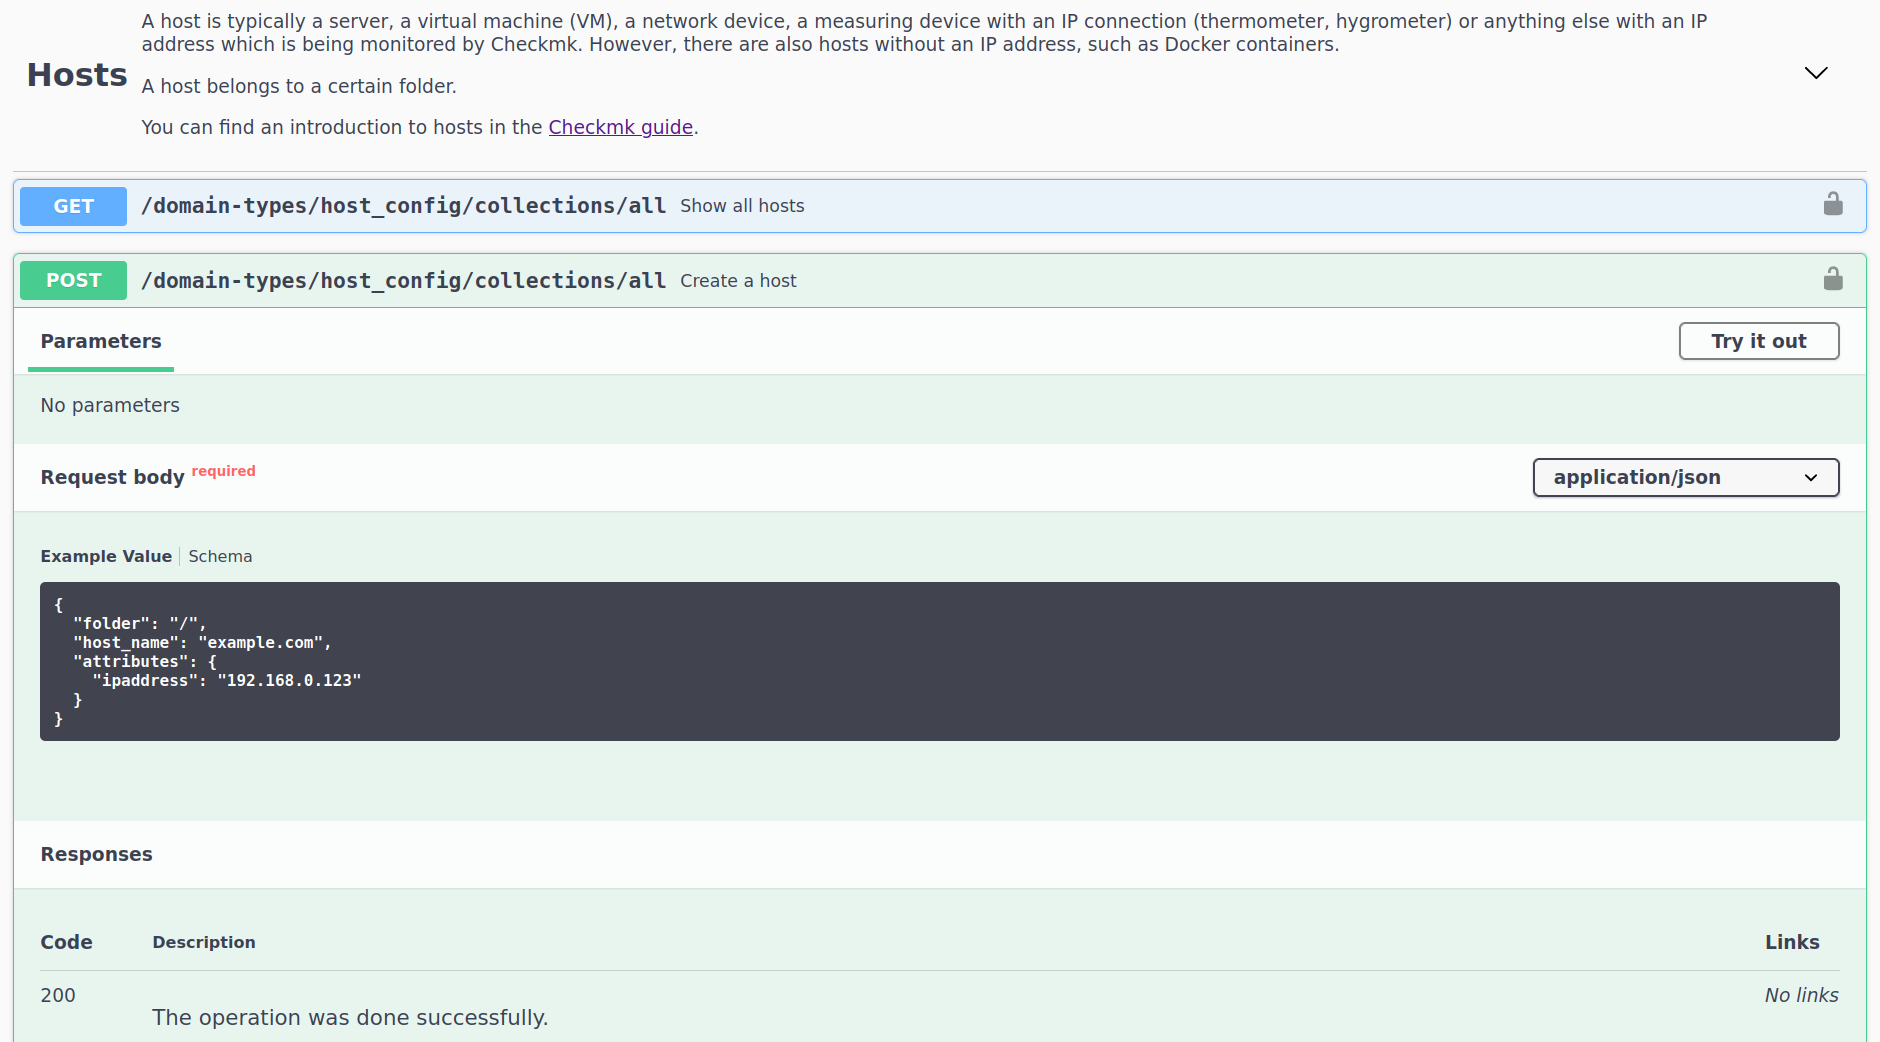 Hosts
A host is typically a server, a virtual machine (VM), a network device, a measuring device with an IP connection (thermometer, hygrometer) or anything else with an IP
address which is being monitored by Checkmk. However, there are also hosts without an IP address, such as Docker containers.
A host belongs to a certain folder.
You can find an introduction to hosts in the Checkmk guide.
GET /domain-types/host_config/collections/all Show all hosts
POST /domain-types/host_config/collections/all Create a host
Parameters Try it out
No parameters
Request body required application/json
Example Value Schema
{
  "folder": "/",
  "host_name": "example.com",
  "attributes": {
    "ipaddress": "192.168.0.123"
  }
}
Responses
Code Description Links
200 No links
The operation was done successfully.